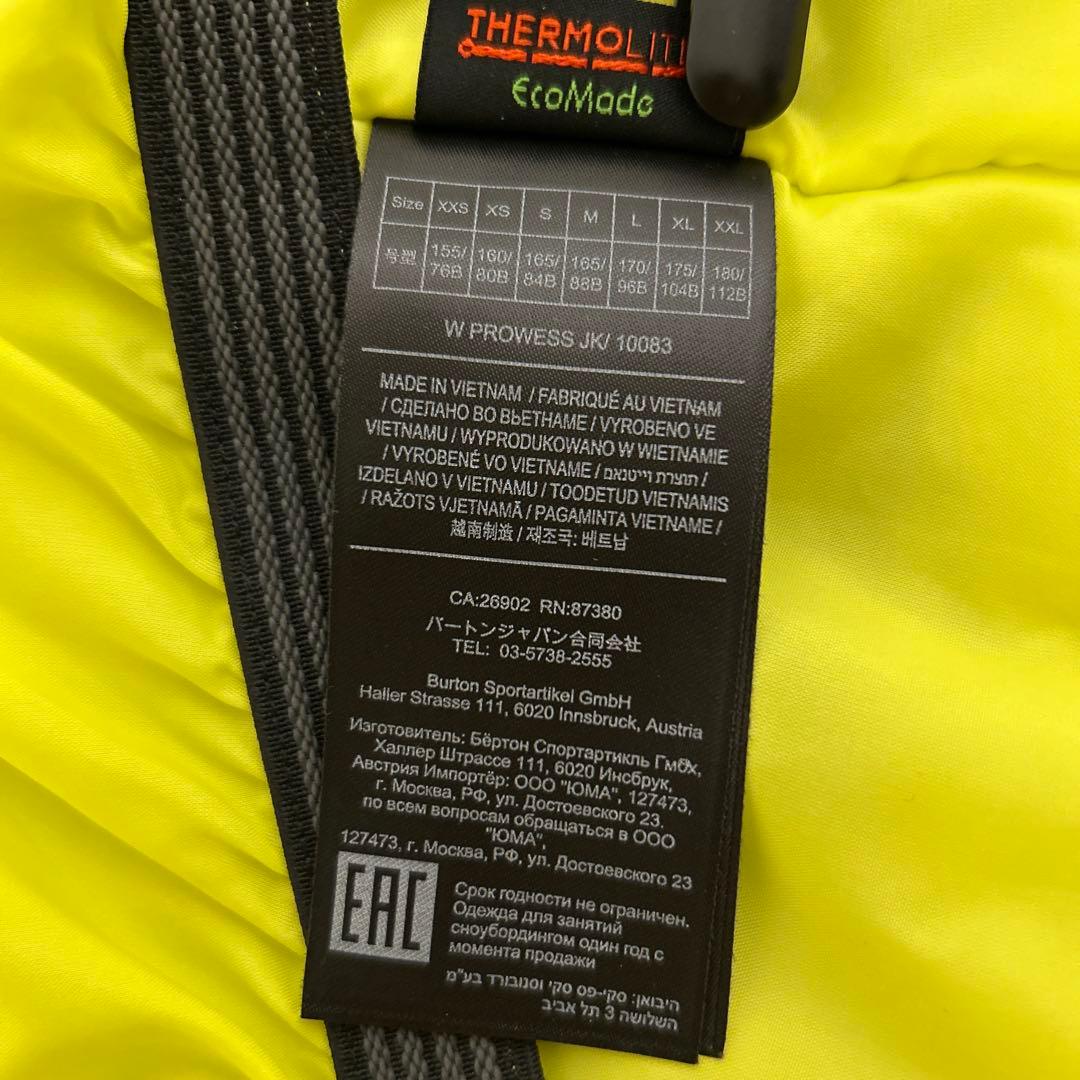 THERMOLIT
EcoMade
Size XXS XS S M L XL XXL
号型 155/76B 160/80B 165/84B 165/88B 170/96B 175/104B 180/112B
W PROWESS JK/ 10083
MADE IN VIETNAM / FABRIQUÉ AU VIETNAM
/ СДЕЛАНО ВО ВЬЕТНАМЕ / VYROBENO VE
VIETNAMU / WYPRODUKOWANO W WIETNAMIE
/ VYROBENÉ VO VIETNAME / תוצרת וייטנאם /
IZDELANO V VIETNAMU / TOODETUD VIETNAMIS
/ RAŽOTS VJETNAMĀ / PAGAMINTA VIETNAME /
越南制造 / 제조국: 베트남
CA:26902 RN:87380
バートンジャパン合同会社
TEL: 03-5738-2555
Burton Sportartikel GmbH
Haller Strasse 111, 6020 Innsbruck, Austria
Изготовитель: Бёртон Спортартикль Гмбх,
Халлер Штрассе 111, 6020 Инсбрук,
Австрия Импортёр: ООО "ЮМА", 127473,
г. Москва, РФ, ул. Достоевского 23,
по всем вопросам обращаться в ООО
"ЮМА",
127473, г. Москва, РФ, ул. Достоевского 23
EAC
Срок годности не ограничен.
Одежда для занятий
сноубордингом один год с
момента продажи
היבואן: סקי-פס סקי וסנובורד בע"מ
השלושה 3 תל אביב